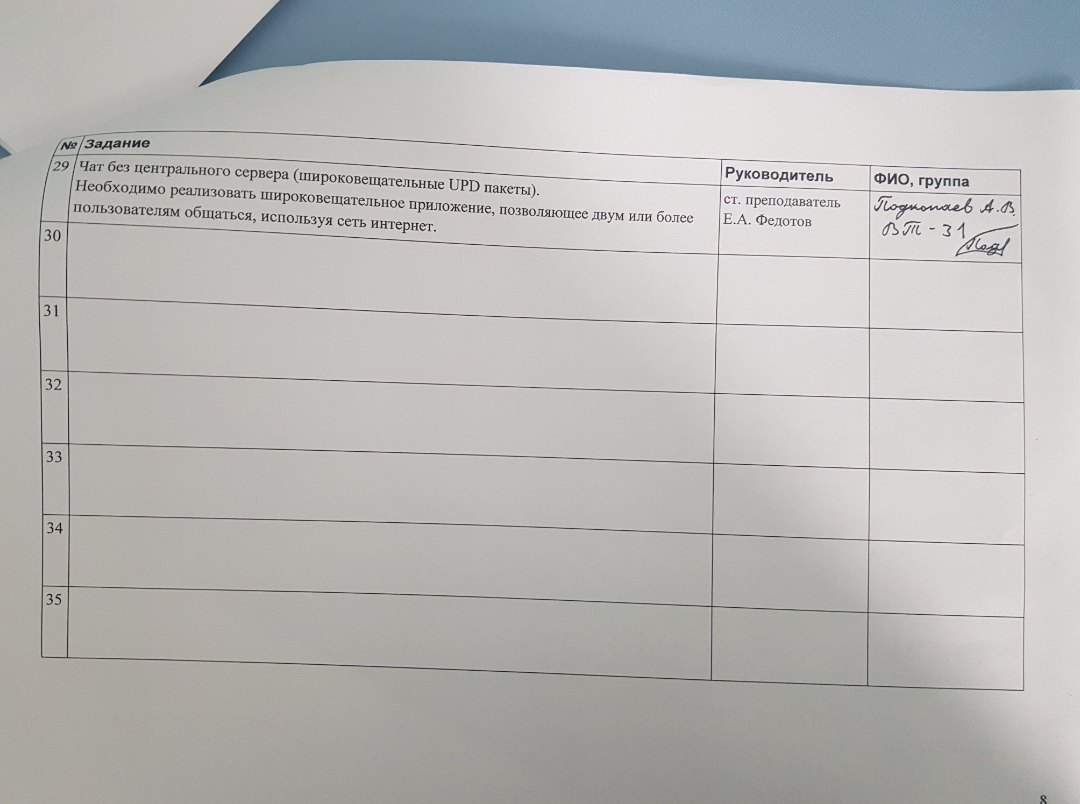 № Задание Руководитель ФИО, группа
29 Чат без центрального сервера (широковещательные UPD пакеты).
Необходимо реализовать широковещательное приложение, позволяющее двум или более
пользователям общаться, используя сеть интернет.
ст. преподаватель
Е.А. Федотов
Подкопаев А.В.
ВТ - 31
30
31
32
33
34
35
8